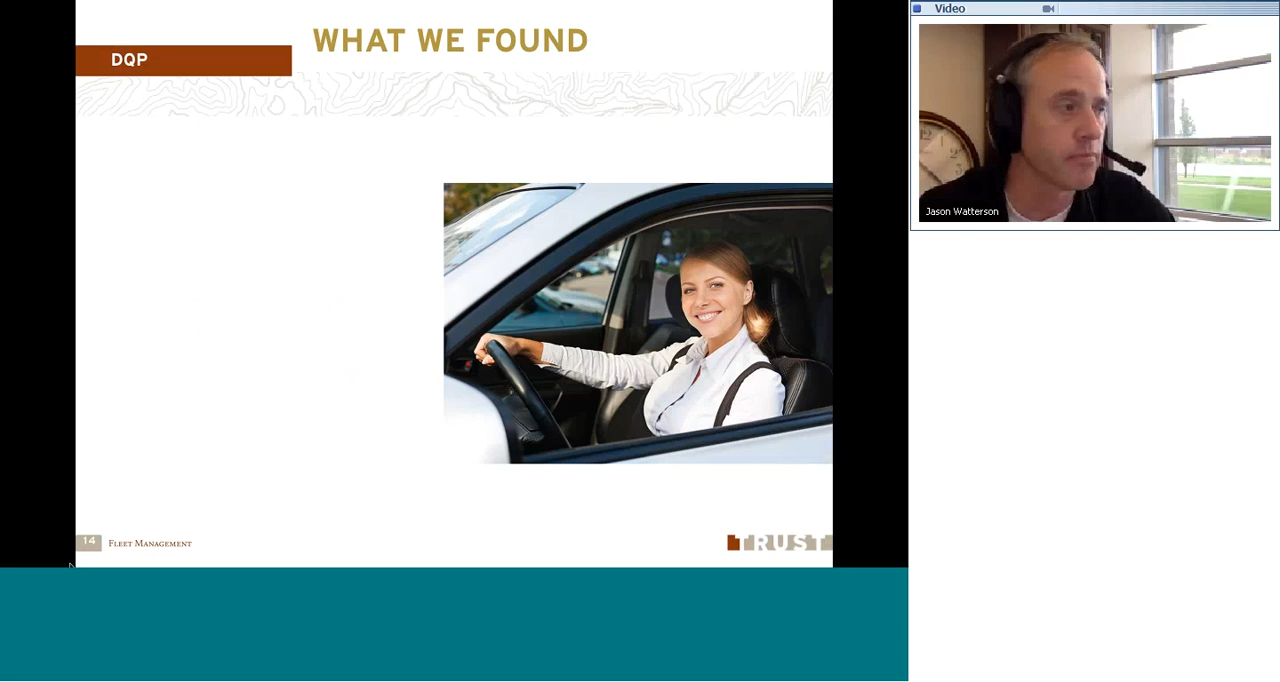 WHAT WE FOUND
DQP
14 Fleet Management
TRUST
Video
Jason Watterson